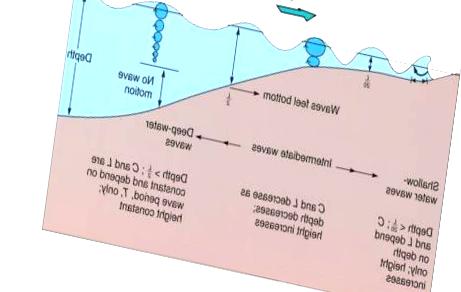 Depth
No wave
motion
L/2
Waves feel bottom
L/20
Deep-water
waves
Intermediate waves
Shallow-
water waves
Depth > L/2; C and L are
constant and depend on
wave period, T, only;
height constant
C and L decrease as
depth decreases;
height increases
Depth < L/20; C
and L depend
on depth
only; height
increases